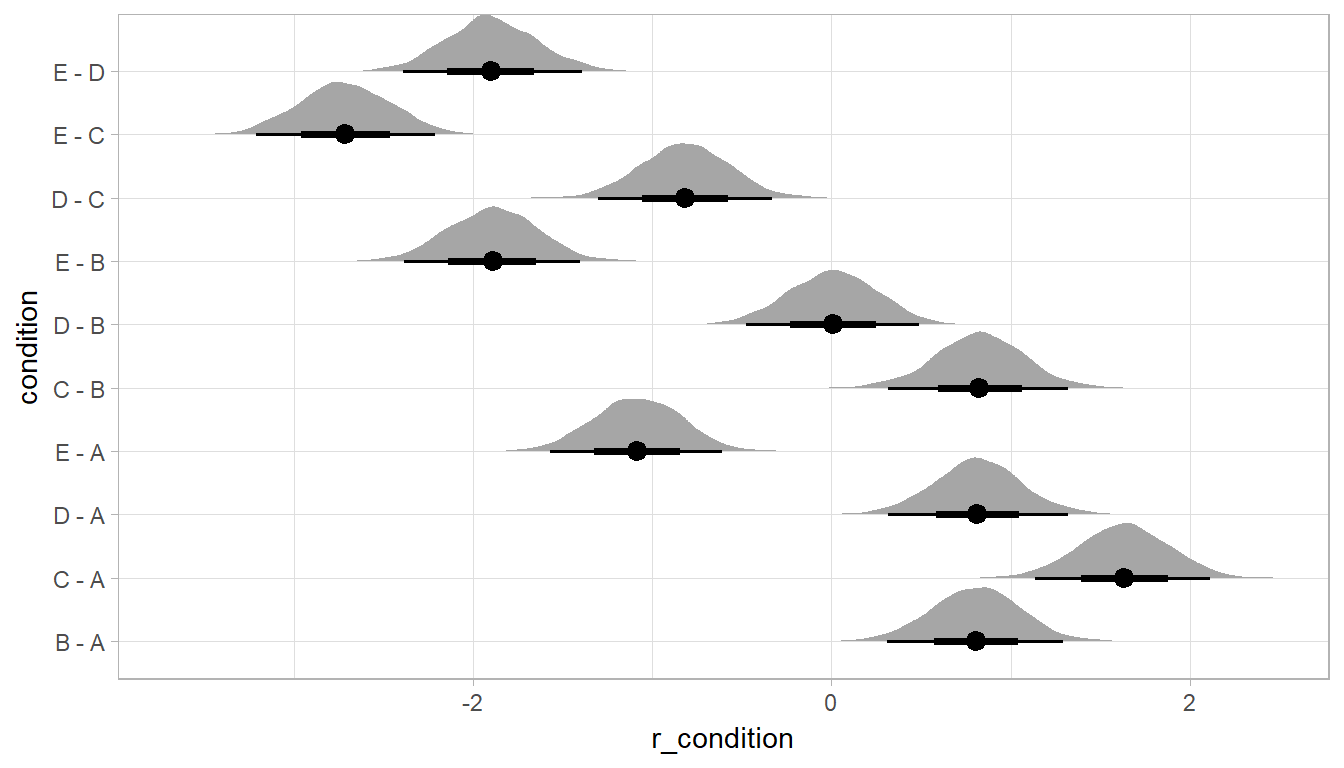 E - D
E - C
D - C
E - B
D - B
C - B
E - A
D - A
C - A
B - A
condition
-2 0 2
r_condition